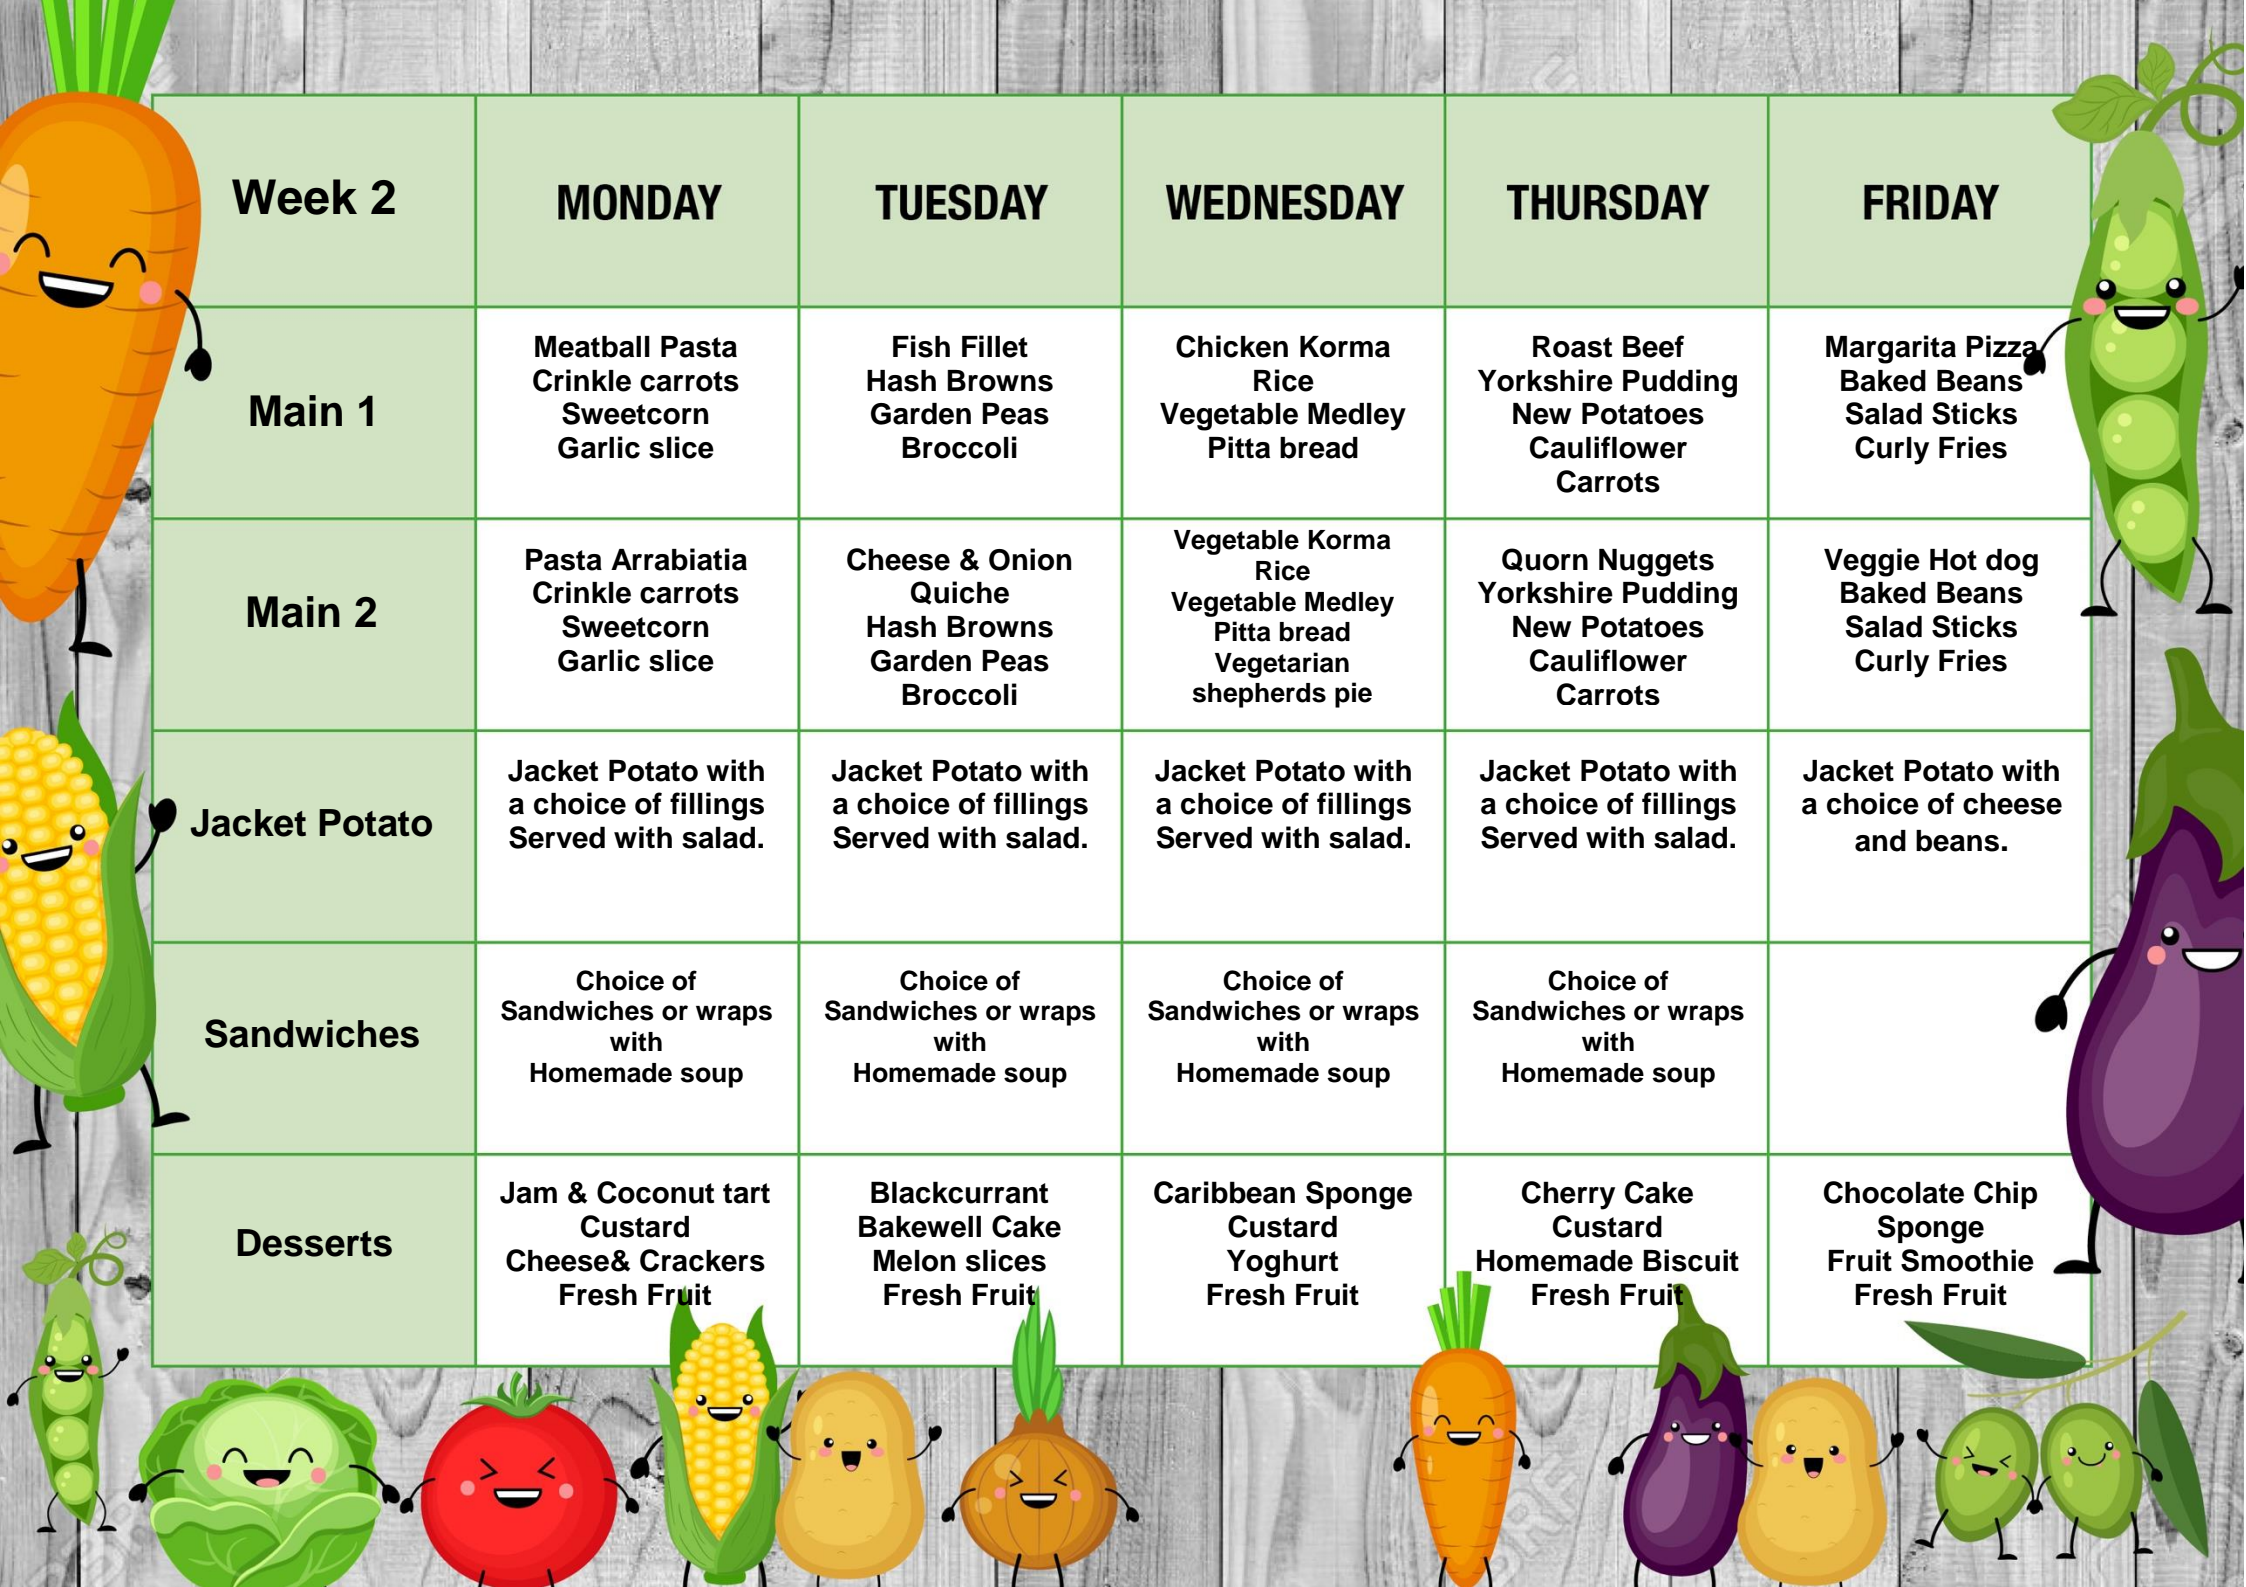 Week 2
MONDAY
TUESDAY
WEDNESDAY
THURSDAY
FRIDAY
Main 1
Meatball Pasta
Crinkle carrots
Sweetcorn
Garlic slice
Fish Fillet
Hash Browns
Garden Peas
Broccoli
Chicken Korma
Rice
Vegetable Medley
Pitta bread
Roast Beef
Yorkshire Pudding
New Potatoes
Cauliflower
Carrots
Margarita Pizza
Baked Beans
Salad Sticks
Curly Fries
Main 2
Pasta Arrabiatia
Crinkle carrots
Sweetcorn
Garlic slice
Cheese & Onion
Quiche
Hash Browns
Garden Peas
Broccoli
Vegetable Korma
Rice
Vegetable Medley
Pitta bread
Vegetarian
shepherds pie
Quorn Nuggets
Yorkshire Pudding
New Potatoes
Cauliflower
Carrots
Veggie Hot dog
Baked Beans
Salad Sticks
Curly Fries
Jacket Potato
Jacket Potato with
a choice of fillings
Served with salad.
Jacket Potato with
a choice of fillings
Served with salad.
Jacket Potato with
a choice of fillings
Served with salad.
Jacket Potato with
a choice of fillings
Served with salad.
Jacket Potato with
a choice of cheese
and beans.
Sandwiches
Choice of
Sandwiches or wraps
with
Homemade soup
Choice of
Sandwiches or wraps
with
Homemade soup
Choice of
Sandwiches or wraps
with
Homemade soup
Choice of
Sandwiches or wraps
with
Homemade soup
Desserts
Jam & Coconut tart
Custard
Cheese& Crackers
Fresh Fruit
Blackcurrant
Bakewell Cake
Melon slices
Fresh Fruit
Caribbean Sponge
Custard
Yoghurt
Fresh Fruit
Cherry Cake
Custard
Homemade Biscuit
Fresh Fruit
Chocolate Chip
Sponge
Fruit Smoothie
Fresh Fruit